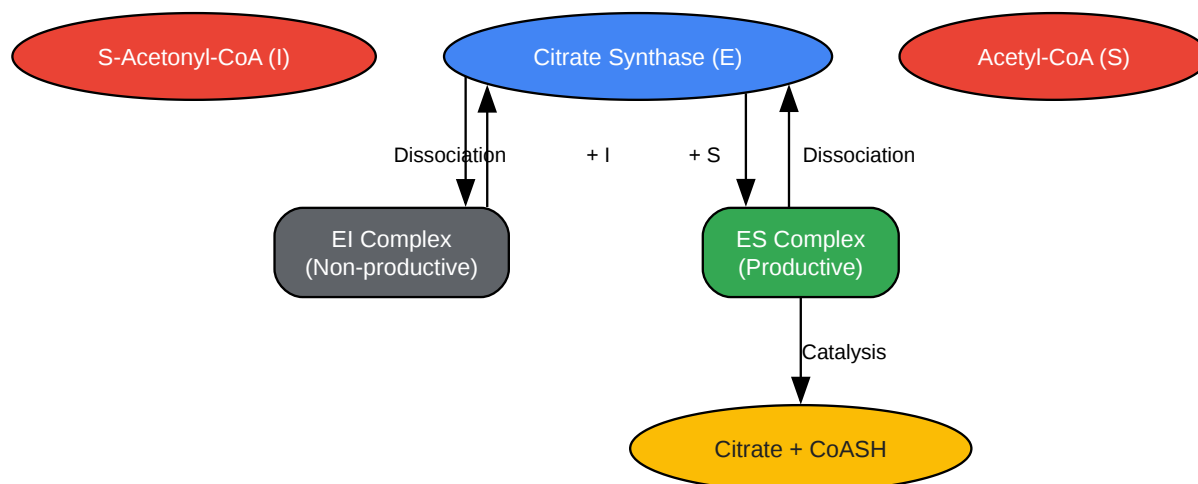 S-Acetonyl-CoA (I)
Citrate Synthase (E)
Acetyl-CoA (S)
Dissociation
+ I
+ S
Dissociation
EI Complex
(Non-productive)
ES Complex
(Productive)
Catalysis
Citrate + CoASH